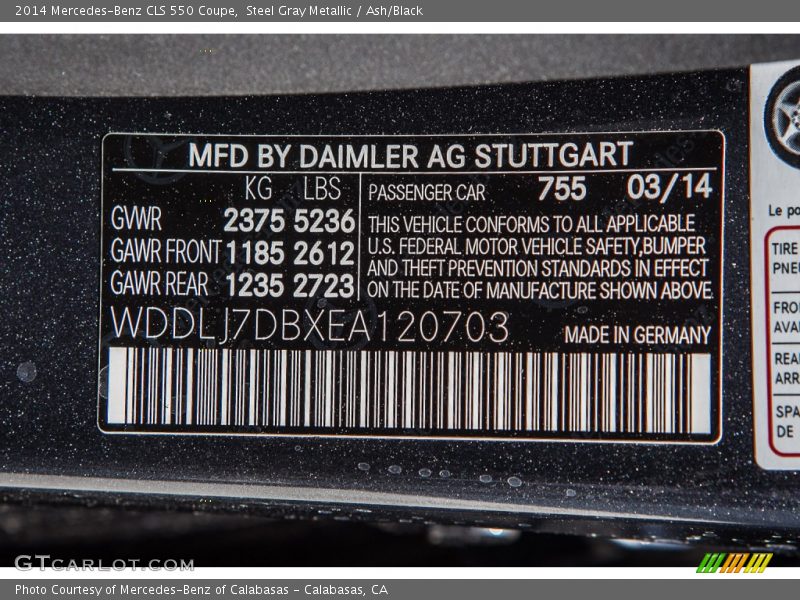 2014 Mercedes-Benz CLS 550 Coupe, Steel Gray Metallic / Ash/Black
MFD BY DAIMLER AG STUTTGART
KG LBS
GVWR 2375 5236
GAWR FRONT 1185 2612
GAWR REAR 1235 2723
PASSENGER CAR 755 03/14
THIS VEHICLE CONFORMS TO ALL APPLICABLE
U.S. FEDERAL MOTOR VEHICLE SAFETY,BUMPER
AND THEFT PREVENTION STANDARDS IN EFFECT
ON THE DATE OF MANUFACTURE SHOWN ABOVE.
WDDLJ7DBXEA120703 MADE IN GERMANY
Le
TIRE
DE
GTCARLOT.COM
Photo Courtesy of Mercedes-Benz of Calabasas - Calabasas, CA